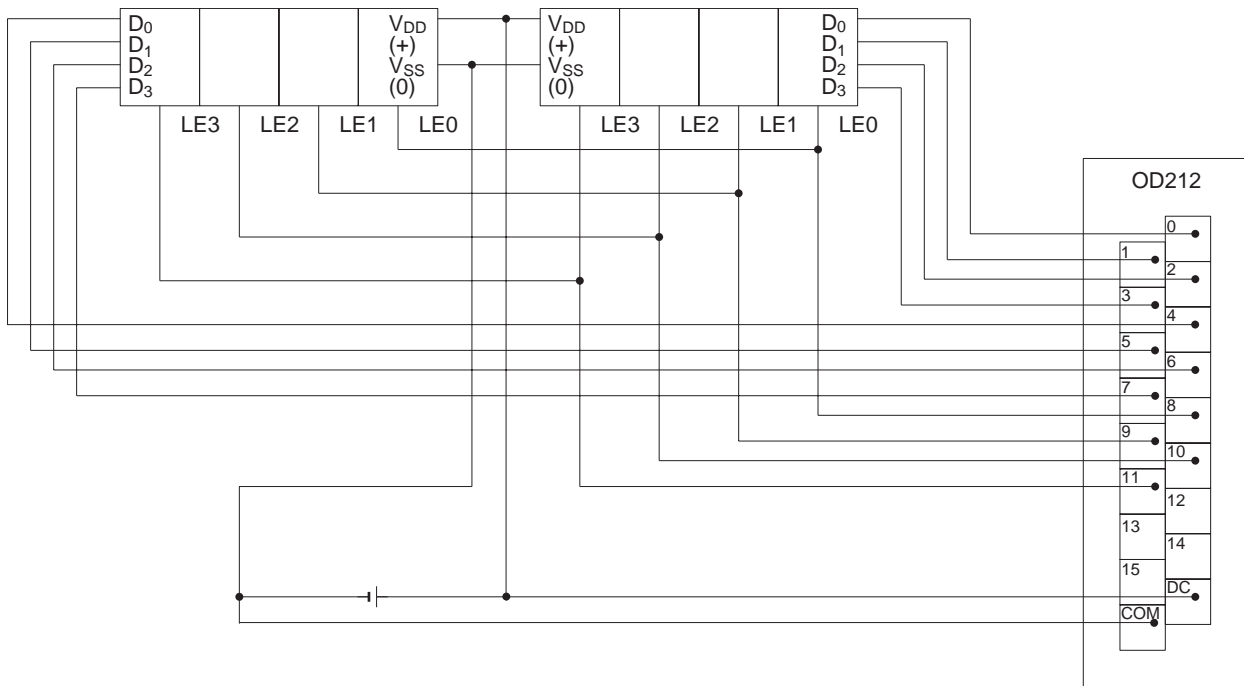 D0
D1
D2
D3
VDD
(+)
VSS
(0)
LE3
LE2
LE1
LE0
VDD
(+)
VSS
(0)
D0
D1
D2
D3
LE3
LE2
LE1
LE0
OD212
0
1
2
3
4
5
6
7
8
9
10
11
12
13
14
15
DC
COM